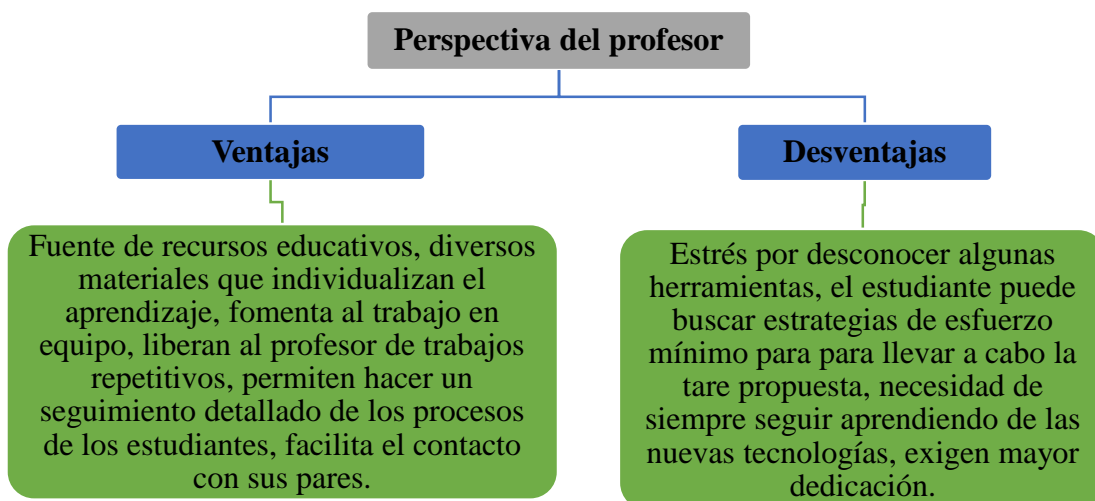 Perspectiva del profesor
Ventajas
Desventajas
Fuente de recursos educativos, diversos
materiales que individualizan el
aprendizaje, fomenta al trabajo en
equipo, liberan al profesor de trabajos
repetitivos, permiten hacer un
seguimiento detallado de los procesos
de los estudiantes, facilita el contacto
con sus pares.
Estrés por desconocer algunas
herramientas, el estudiante puede
buscar estrategias de esfuerzo
mínimo para para llevar a cabo la
tare propuesta, necesidad de
siempre seguir aprendiendo de las
nuevas tecnologías, exigen mayor
dedicación.